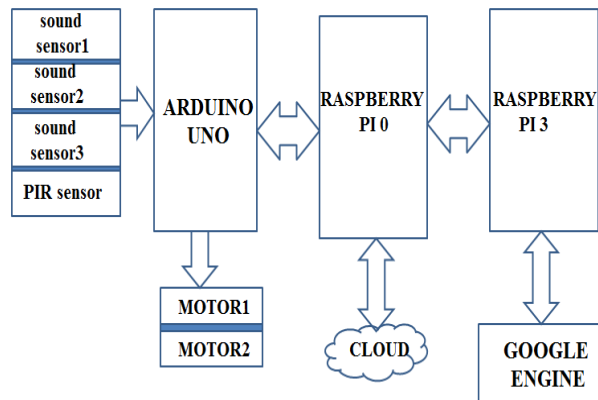 sound
sensor1
sound
sensor2
sound
sensor3
PIR sensor
ARDUINO
UNO
RASPBERRY
PI 0
RASPBERRY
PI 3
MOTOR1
MOTOR2
CLOUD
GOOGLE
ENGINE